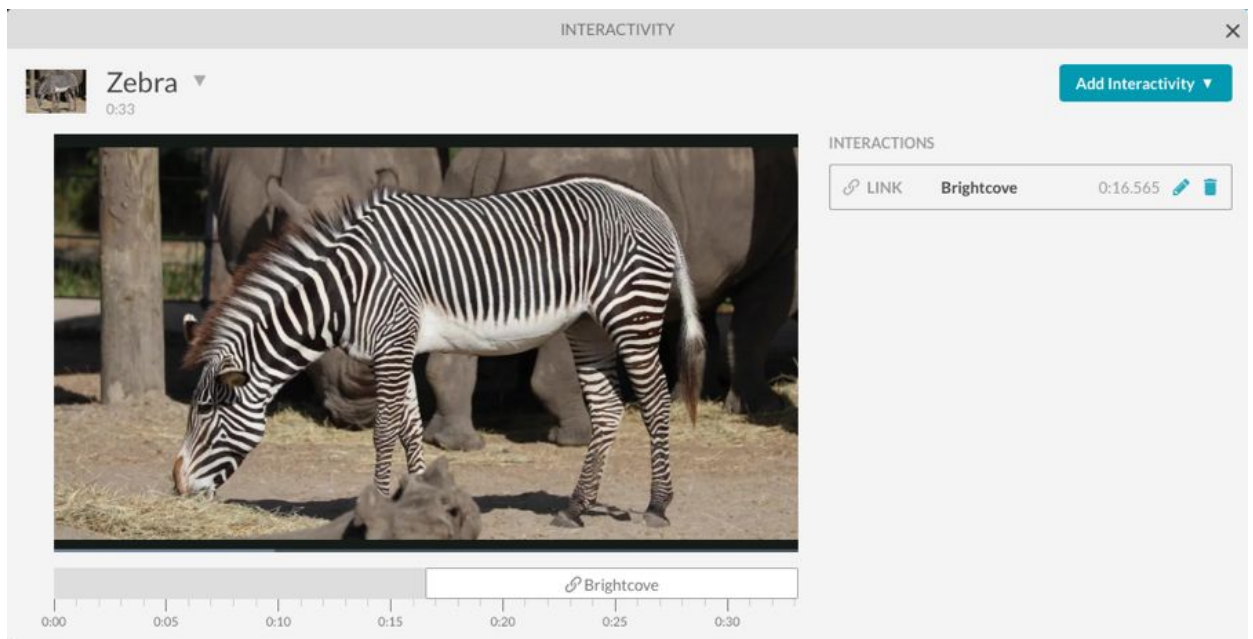 INTERACTIVITY
Zebra
0:33
Add Interactivity
INTERACTIONS
LINK Brightcove 0:16.565
Brightcove
0:00 0:05 0:10 0:15 0:20 0:25 0:30